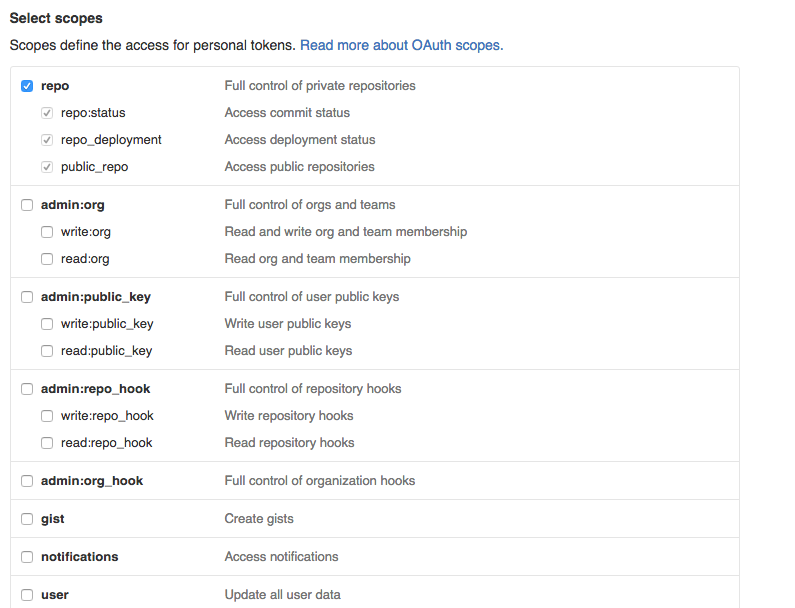 Select scopes
Scopes define the access for personal tokens. Read more about OAuth scopes.
repo Full control of private repositories
repo:status Access commit status
repo_deployment Access deployment status
public_repo Access public repositories
admin:org Full control of orgs and teams
write:org Read and write org and team membership
read:org Read org and team membership
admin:public_key Full control of user public keys
write:public_key Write user public keys
read:public_key Read user public keys
admin:repo_hook Full control of repository hooks
write:repo_hook Write repository hooks
read:repo_hook Read repository hooks
admin:org_hook Full control of organization hooks
gist Create gists
notifications Access notifications
user Update all user data